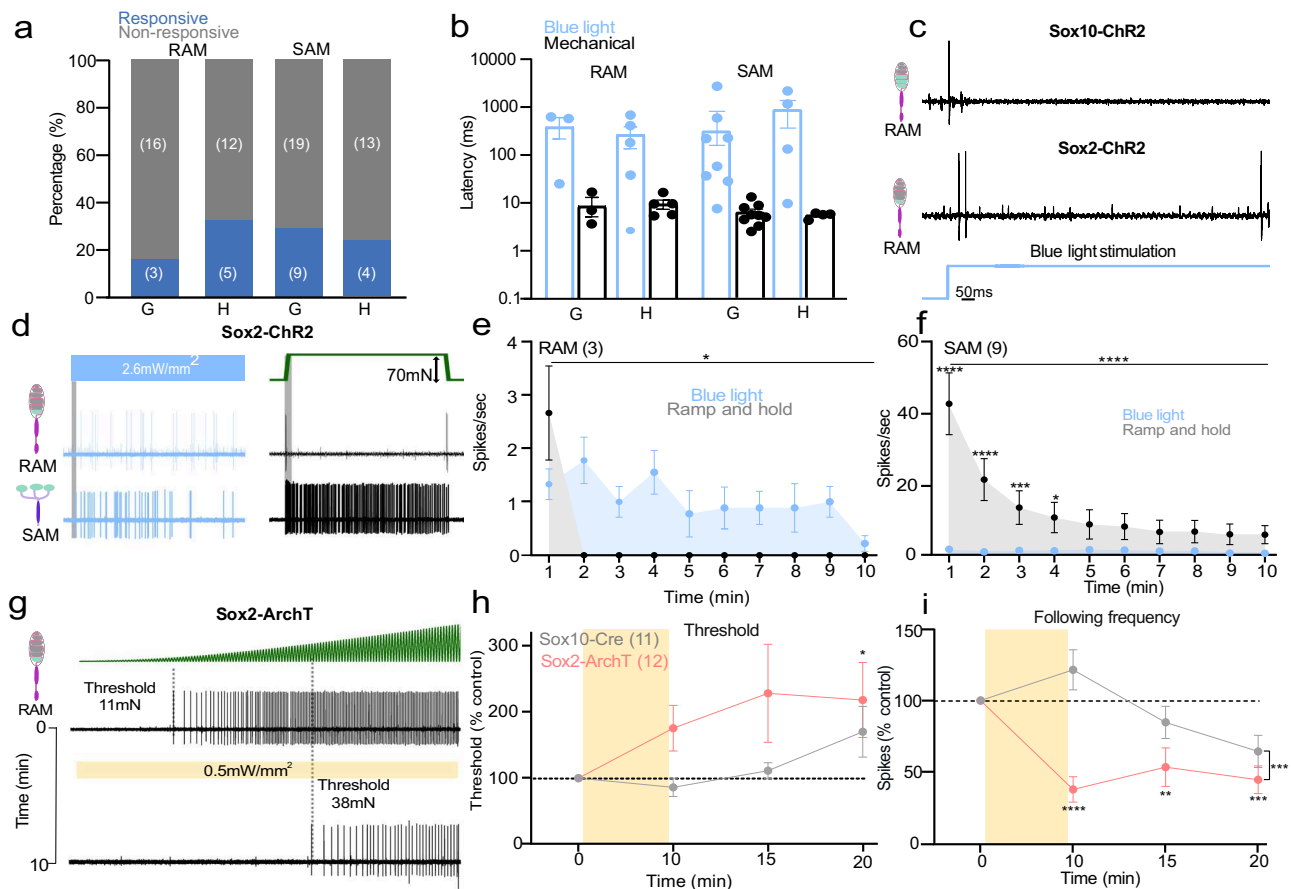 a
Responsive
Non-responsive
RAM
SAM
Percentage (%)
100
80
60
40
20
0
(16)
(12)
(19)
(13)
(3)
(5)
(9)
(4)
G
H
G
H
b
Blue light
Mechanical
RAM
SAM
Latency (ms)
10000
1000
100
10
1
0.1
G
H
G
H
c
Sox10-ChR2
RAM
Sox2-ChR2
RAM
Blue light stimulation
50ms
d
Sox2-ChR2
2.6mW/mm2
70mN
RAM
SAM
e
RAM (3)
*
Blue light
Ramp and hold
Spikes/sec
4
3
2
1
0
1 2 3 4 5 6 7 8 9 10
Time (min)
f
SAM (9)
****
****
****
***
*
Blue light
Ramp and hold
Spikes/sec
60
40
20
0
1 2 3 4 5 6 7 8 9 10
Time (min)
g
Sox2-ArchT
RAM
Threshold
11mN
0
Time (min)
0.5mW/mm2
Threshold
38mN
10
h
Threshold
Sox10-Cre (11)
Sox2-ArchT (12)
*
Threshold (% control)
300
200
100
0
0 10 15 20
Time (min)
i
Following frequency
Spikes (% control)
150
100
50
0
****
**
***
***
0 10 15 20
Time (min)